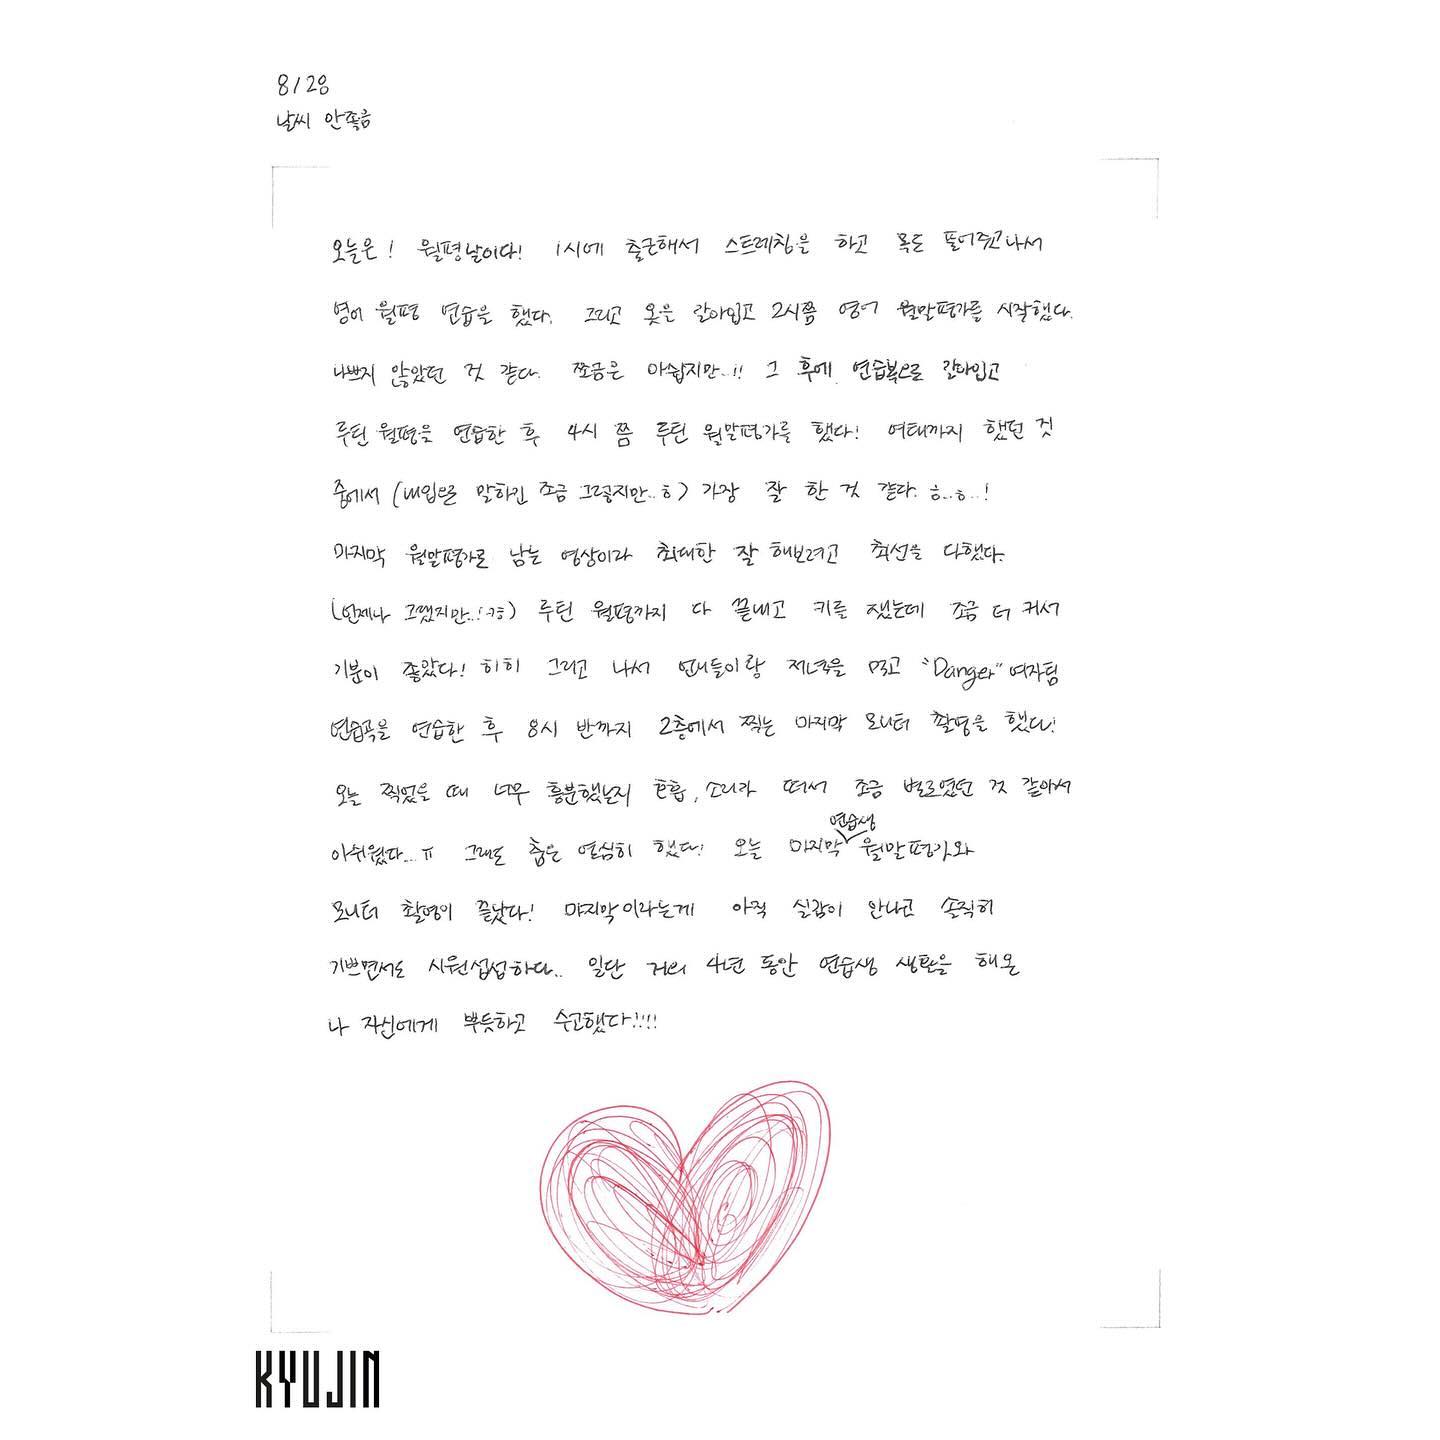 8/28
날씨 안좋음
오늘은! 월평날이다! 1시에 출근해서 스트레칭을 하고 목도 풀어주고나서
영어 월평 연습을 했다. 그리고 옷을 갈아입고 2시쯤 영어 월말평가를 시작했다.
나쁘지 않았던 것 같다. 쪼금은 아쉽지만..!! 그 후에 연습복으로 갈아입고
루틴 월평을 연습한 후 4시 쯤 루틴 월말평가를 했다! 여태까지 했던 것
중에서 (내입으로 말하긴 조금 그렇지만..ㅎ) 가장 잘 한 것 같다. ㅎ..ㅎ..!
마지막 월말평가로 남는 영상이라 최대한 잘 해보려고 최선을 다했다.
(언제나 그랬지만..! ㅋㅎ) 루틴 월평까지 다 끝내고 키를 쟀는데 조금 더 커서
기분이 좋았다! 히히 그리고 나서 언니들이랑 저녁을 먹고 "Danger" 여자팀
연습곡을 연습한 후 8시 반까지 2층에서 찍는 마지막 모니터 촬영을 했다!
오늘 찍었을 때 너무 흥분했는지 호흡, 소리가 떠서 조금 별로였던 것 같아서
아쉬웠다...ㅠ 그래도 춤은 열심히 했다! 오늘 마지막 연습생 월말평가와
모니터 촬영이 끝났다! 마지막이라는게 아직 실감이 안나고 솔직히
기쁘면서도 시원섭섭하다.. 일단 거의 4년 동안 연습생 생활을 해온
나 자신에게 뿌듯하고 수고했다!!!!
KYUJIN